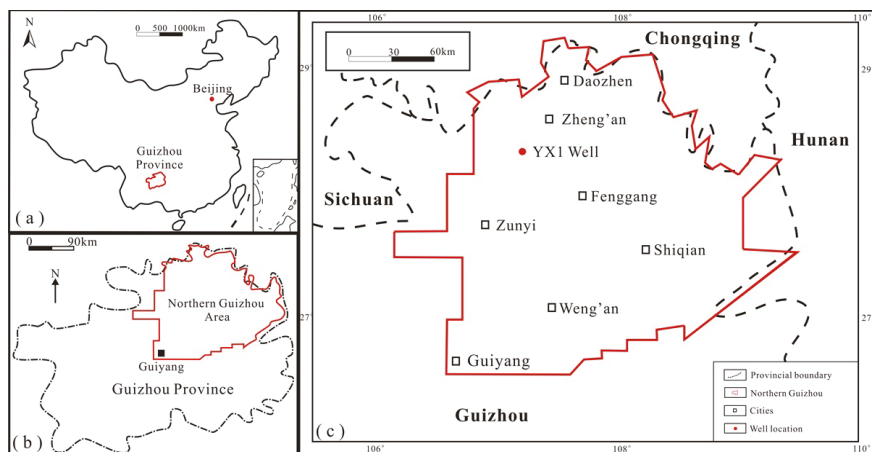 N
0 500 1000km
Beijing
Guizhou
Province
( a )
0 90km
N
Northern Guizhou
Area
Guiyang
Guizhou Province
( b )
106° 108° 110°
29° 29°
27° 27°
0 30 60km
Chongqing
Daozhen
Zheng'an
Hunan
YX1 Well
Sichuan
Fenggang
Zunyi
Shiqian
Weng'an
Guiyang
Guizhou
( c )
Provincial boundary
Northern Guizhou
Cities
Well location
106° 108° 110°